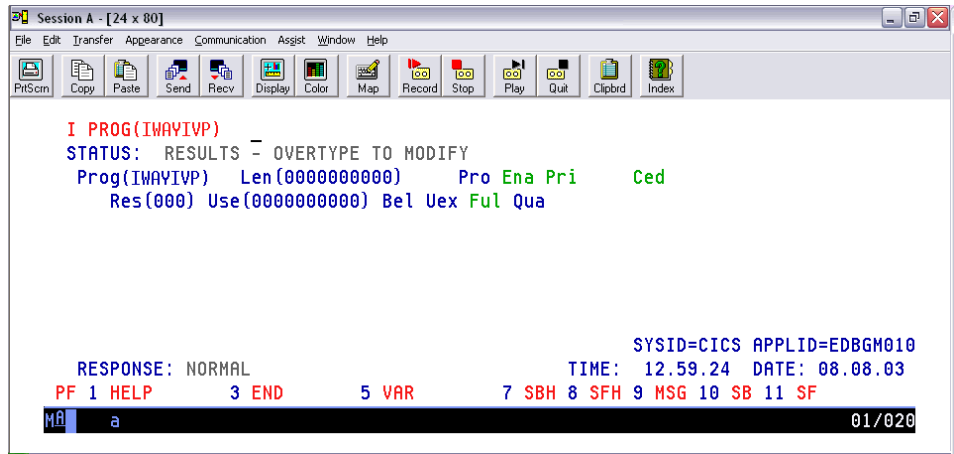 Session A - [24 x 80]
File Edit Transfer Appearance Communication Assist Window Help
PrtScrn Copy Paste Send Recv Display Color Map Record Stop Play Quit Clipbrd Index
I PROG(IWAYIVP)
STATUS: RESULTS - OVERTYPE TO MODIFY
Prog(IWAYIVP) Len(0000000000) Pro Ena Pri Ced
Res(000) Use(0000000000) Bel Uex Ful Qua
SYSID=CICS APPLID=EDBGM010
RESPONSE: NORMAL TIME: 12.59.24 DATE: 08.08.03
PF 1 HELP 3 END 5 VAR 7 SBH 8 SFH 9 MSG 10 SB 11 SF
MA a 01/020